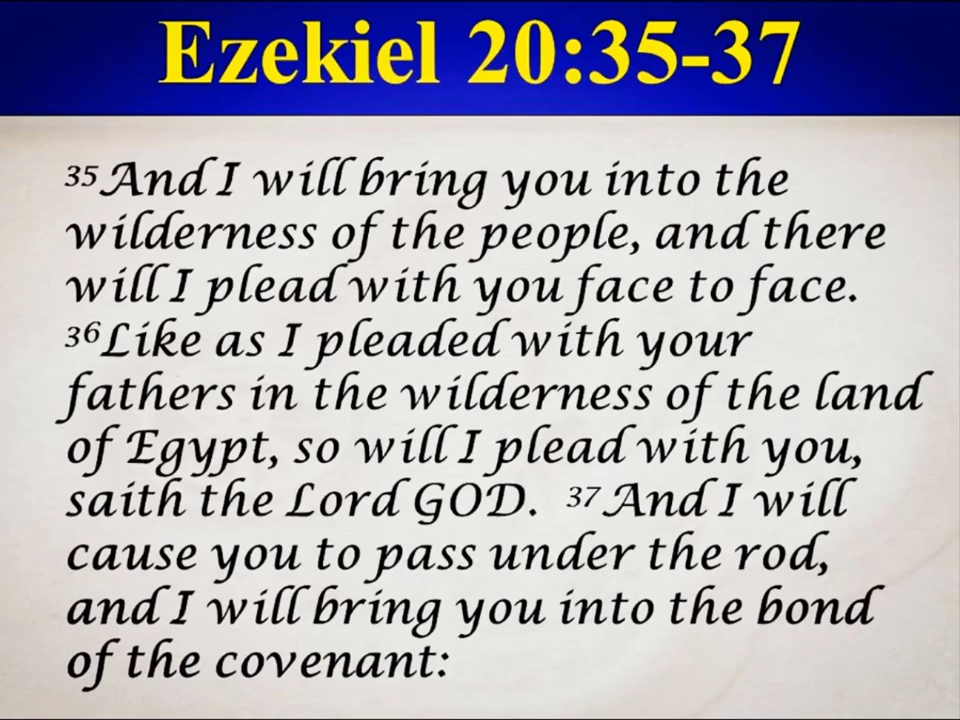 Ezekiel 20:35-37
35And I will bring you into the
wilderness of the people, and there
will I plead with you face to face.
36Like as I pleaded with your
fathers in the wilderness of the land
of Egypt, so will I plead with you,
saith the Lord GOD. 37And I will
cause you to pass under the rod,
and I will bring you into the bond
of the covenant: